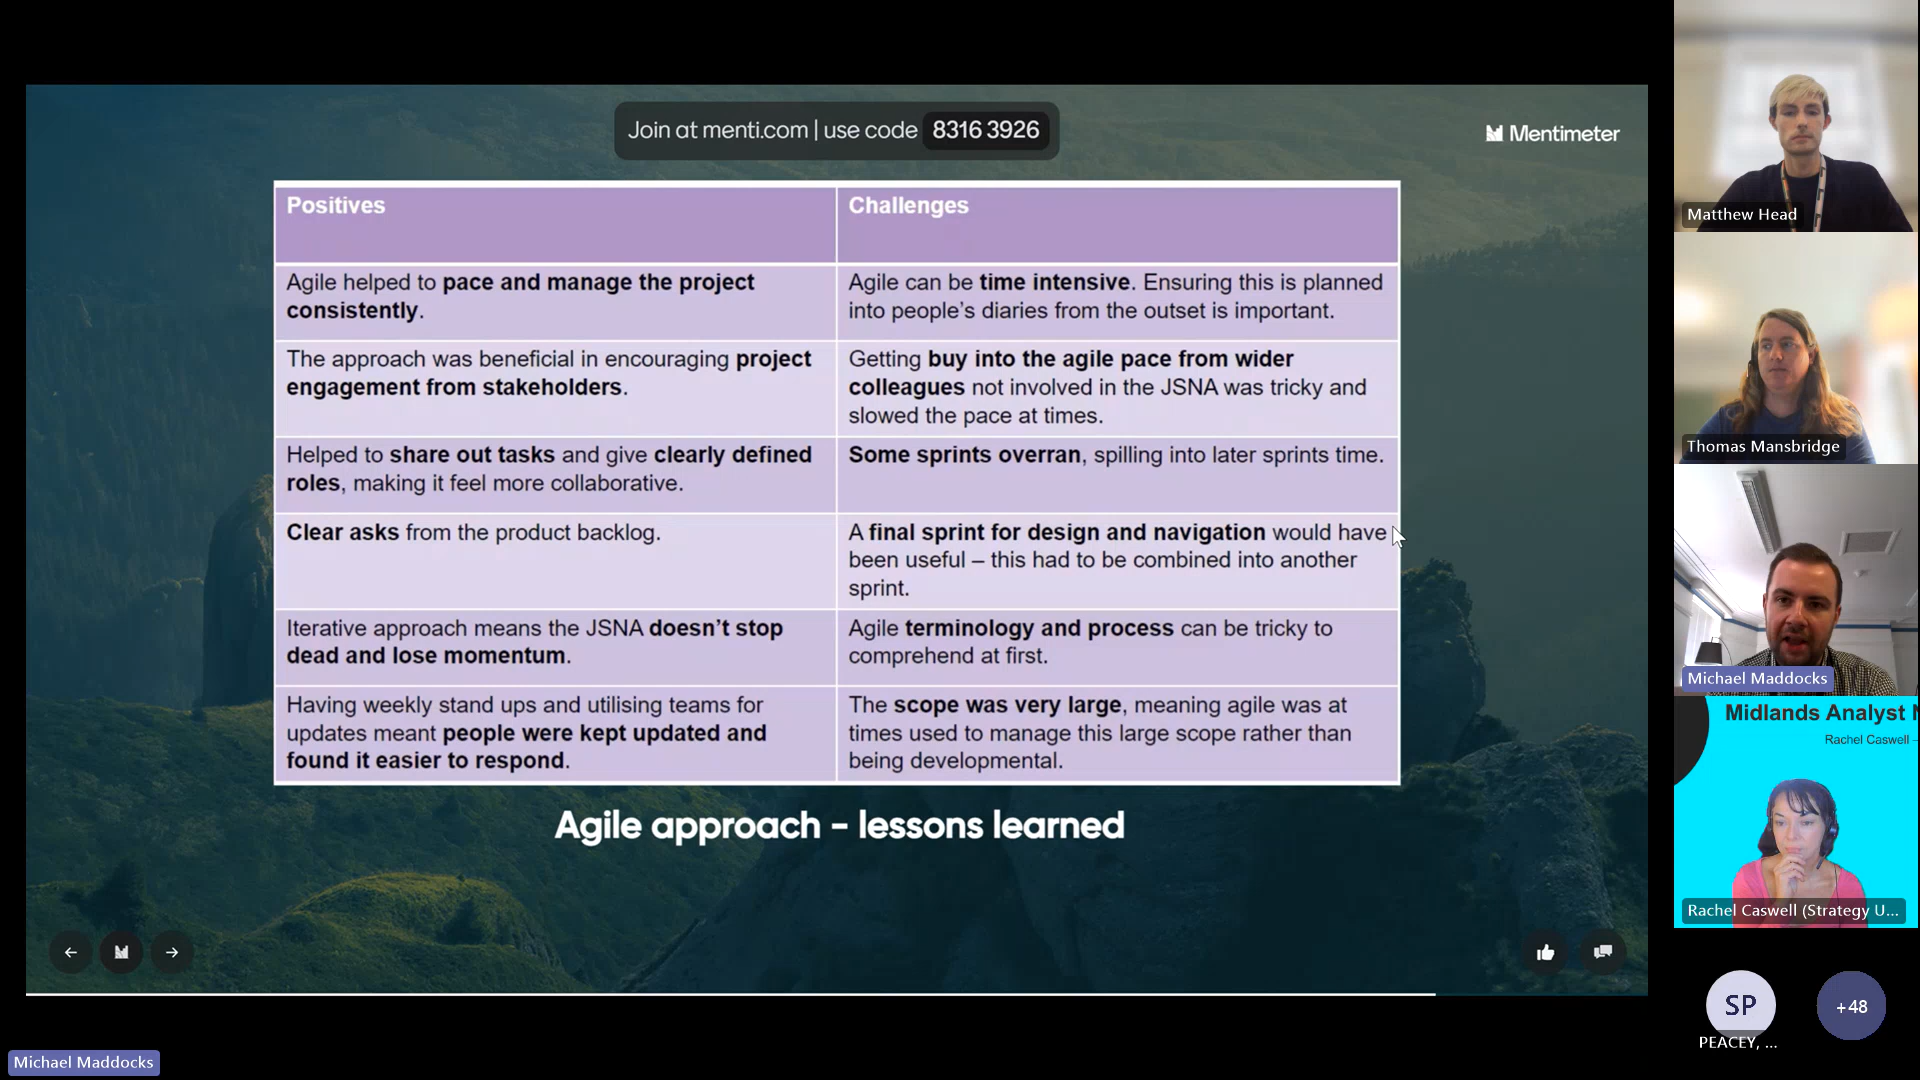 Join at menti.com | use code 8316 3926
Mentimeter
Positives
Challenges
Agile helped to pace and manage the project
consistently.
Agile can be time intensive. Ensuring this is planned
into people’s diaries from the outset is important.
The approach was beneficial in encouraging project
engagement from stakeholders.
Getting buy into the agile pace from wider
colleagues not involved in the JSNA was tricky and
slowed the pace at times.
Helped to share out tasks and give clearly defined
roles, making it feel more collaborative.
Some sprints overran, spilling into later sprints time.
Clear asks from the product backlog.
A final sprint for design and navigation would have
been useful – this had to be combined into another
sprint.
Iterative approach means the JSNA doesn’t stop
dead and lose momentum.
Agile terminology and process can be tricky to
comprehend at first.
Having weekly stand ups and utilising teams for
updates meant people were kept updated and
found it easier to respond.
The scope was very large, meaning agile was at
times used to manage this large scope rather than
being developmental.
Agile approach – lessons learned
Michael Maddocks
Matthew Head
Thomas Mansbridge
Michael Maddocks
Midlands Analyst N
Rachel Caswell –
Rachel Caswell (Strategy U...
SP
+48
PEACEY, ...